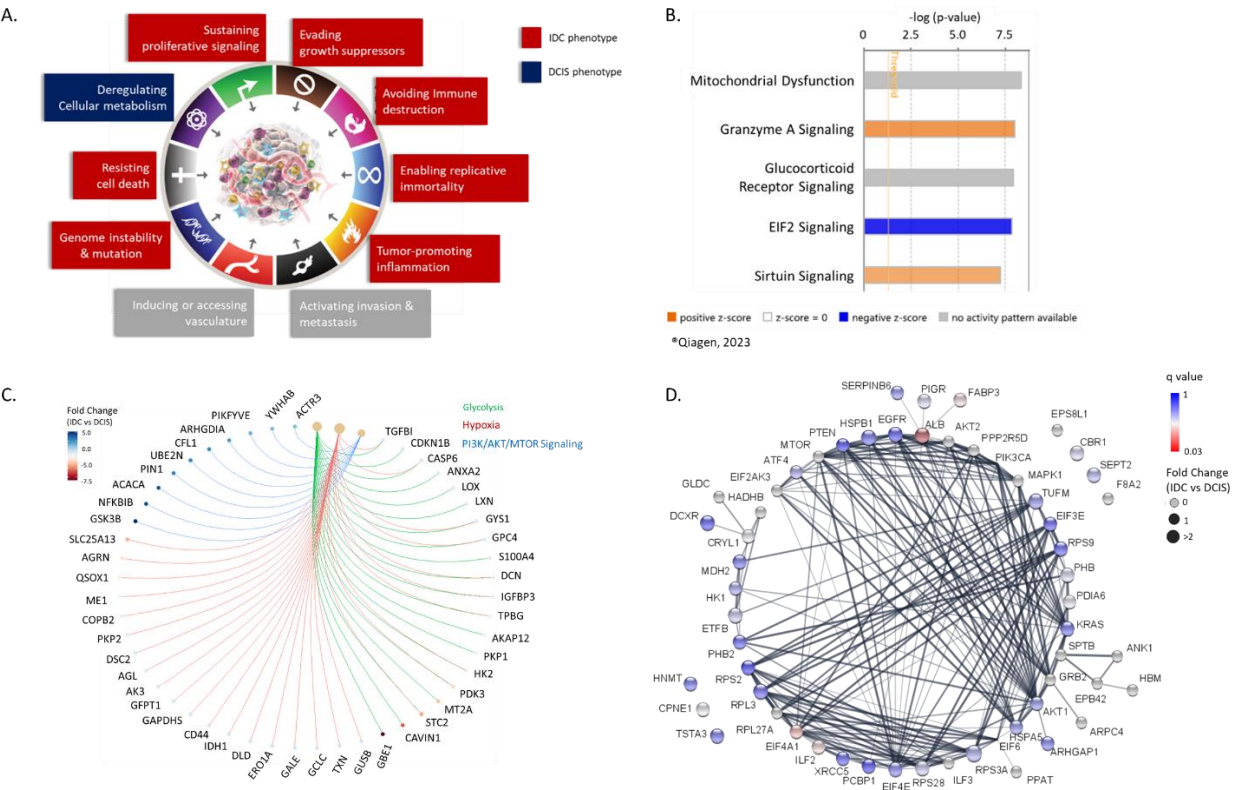 A.
Sustaining
proliferative signaling
Evading
growth suppressors
Deregulating
Cellular metabolism
Avoiding Immune
destruction
Resisting
cell death
Enabling replicative
immortality
Genome instability
& mutation
Tumor-promoting
inflammation
Inducing or accessing
vasculature
Activating invasion &
metastasis
IDC phenotype
DCIS phenotype
B.
-log (p-value)
0 2.5 5.0 7.5
Threshold
Mitochondrial Dysfunction
Granzyme A Signaling
Glucocorticoid
Receptor Signaling
EIF2 Signaling
Sirtuin Signaling
positive z-score z-score = 0 negative z-score no activity pattern available
®Qiagen, 2023
C.
Fold Change
(IDC vs DCIS)
5.0
0.0
-5.0
-7.5
Glycolysis
Hypoxia
PI3K/AKT/MTOR Signaling
ACTR3
YWHAB
PIKFYVE
ARHGDIA
CFL1
UBE2N
PIN1
ACACA
NFKBIB
GSK3B
SLC25A13
AGRN
QSOX1
ME1
COPB2
PKP2
DSC2
AGL
AK3
GFPT1
GAPDHS
CD44
IDH1
DLD
ERO1A
GALE
GCLC
TXN
GUSB
GBE1
CAVIN1
STC2
MT2A
PDK3
HK2
PKP1
AKAP12
TPBG
IGFBP3
DCN
S100A4
GPC4
GYS1
LXN
LOX
ANXA2
CASP6
CDKN1B
TGFBI
D.
q value
1
0.03
Fold Change
(IDC vs DCIS)
0
1
>2
SERPINB6
PIGR
FABP3
EPS8L1
CBR1
SEPT2
F8A2
HSPB1
EGFR
ALB
AKT2
PPP2R5D
PIK3CA
MAPK1
TUFM
EIF3E
RPS9
PHB
PDIA6
KRAS
SPTB
ANK1
GRB2
EPB42
HBM
AKT1
ARPC4
HSPA5
ARHGAP1
EIF6
PPAT
RPS3A
ILF3
RPS28
EIF4E
PCBP1
XRCC5
ILF2
EIF4A1
RPL27A
RPL3
RPS2
PHB2
ETFB
HK1
MDH2
CRYL1
DCXR
GLDC
HADHB
EIF2AK3
ATF4
MTOR
PTEN
HNMT
CPNE1
TSTA3